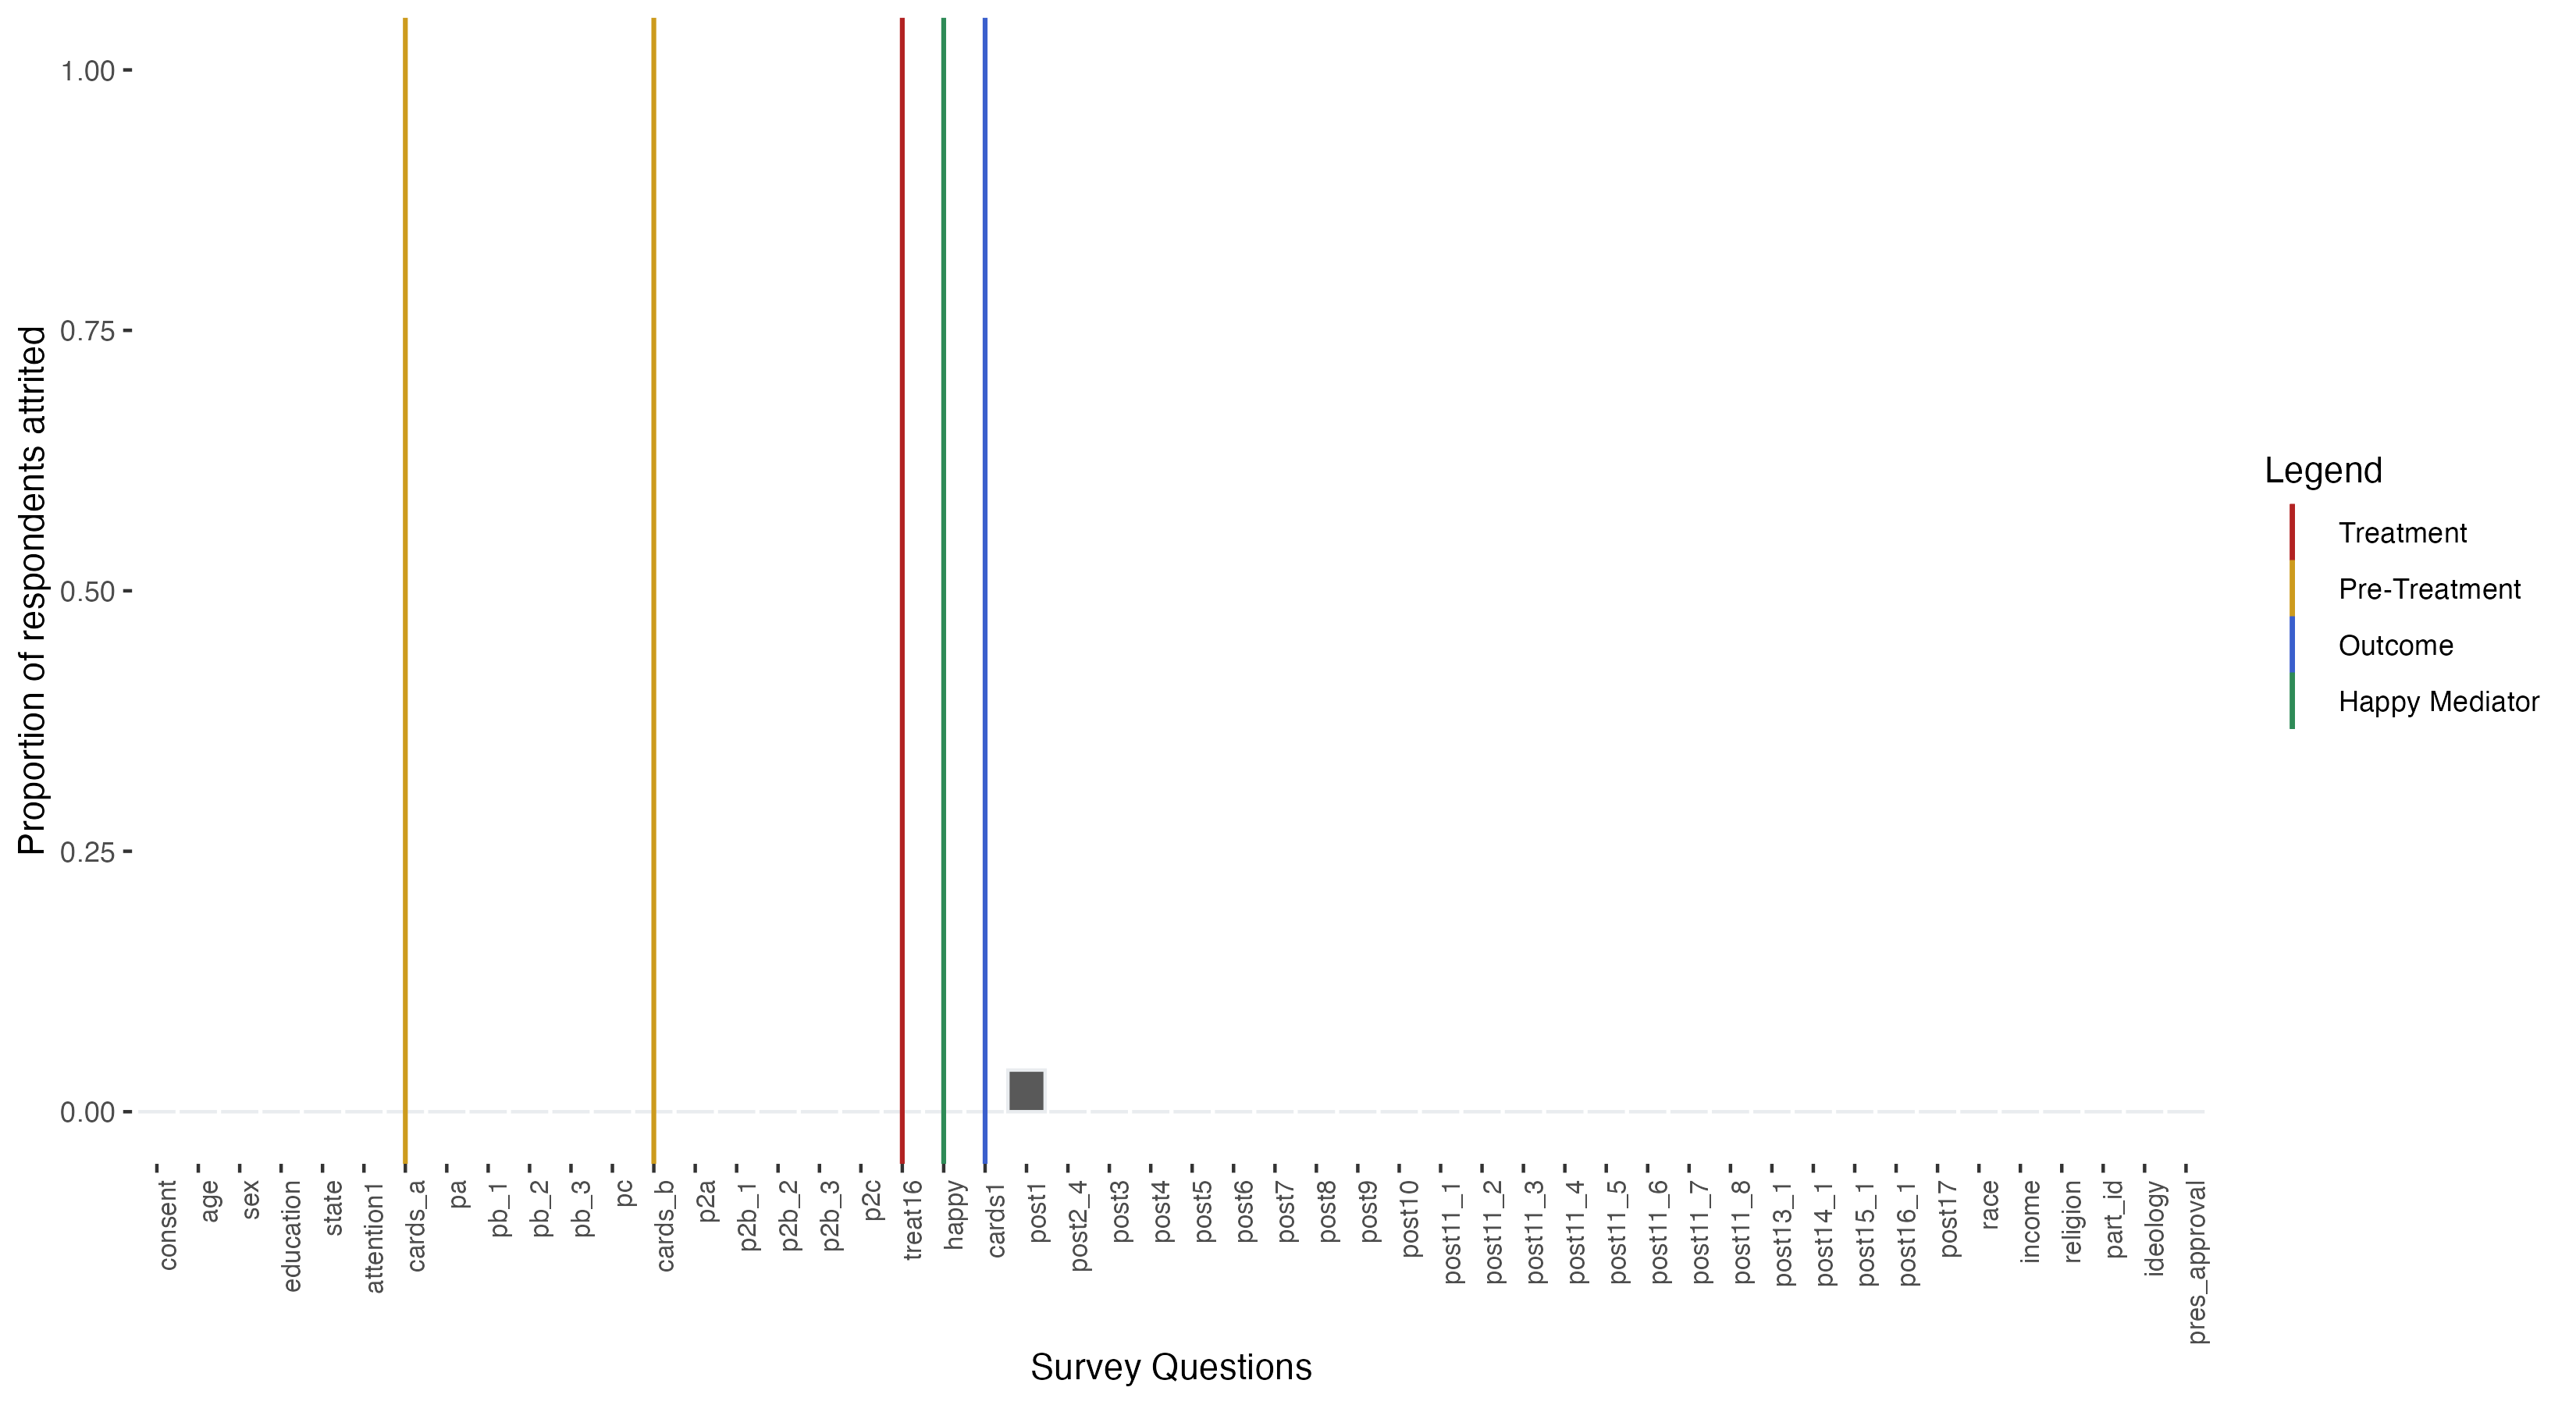 Proportion of respondents attrited
1.00
0.75
0.50
0.25
0.00
consent
age
sex
education
state
attention1
cards_a
pa
pb_1
pb_2
pb_3
pc
cards_b
p2a
p2b_1
p2b_2
p2b_3
p2c
treat16
happy
cards1
post1
post2_4
post3
post4
post5
post6
post7
post8
post9
post10
post11_1
post11_2
post11_3
post11_4
post11_5
post11_6
post11_7
post11_8
post13_1
post14_1
post15_1
post16_1
post17
race
income
religion
part_id
ideology
pres_approval
Survey Questions
Legend
Treatment
Pre-Treatment
Outcome
Happy Mediator